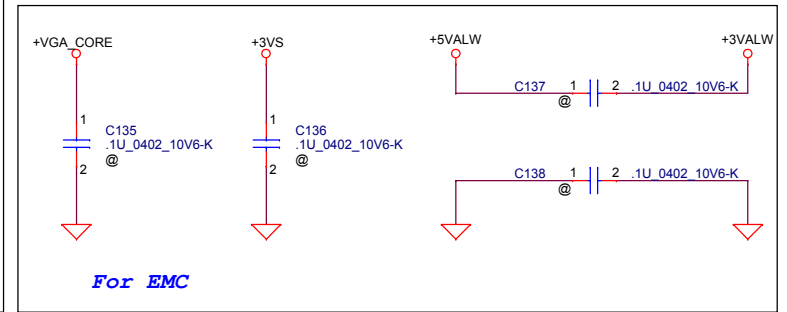 +VGA_CORE
+3VS
+5VALW
+3VALW
C137 1 2 .1U_0402_10V6-K
@
1
C135
.1U_0402_10V6-K
@
2
1
C136
.1U_0402_10V6-K
@
2
C138 1 2 .1U_0402_10V6-K
@
For EMC